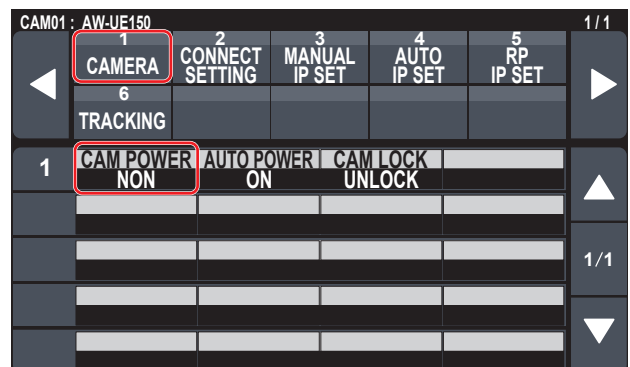 CAM01 : AW-UE150 1 / 1
1 2 3 4 5
CAMERA CONNECT SETTING MANUAL IP SET AUTO IP SET RP IP SET
6
TRACKING
1 CAM POWER AUTO POWER CAM LOCK
NON ON UNLOCK
1/1